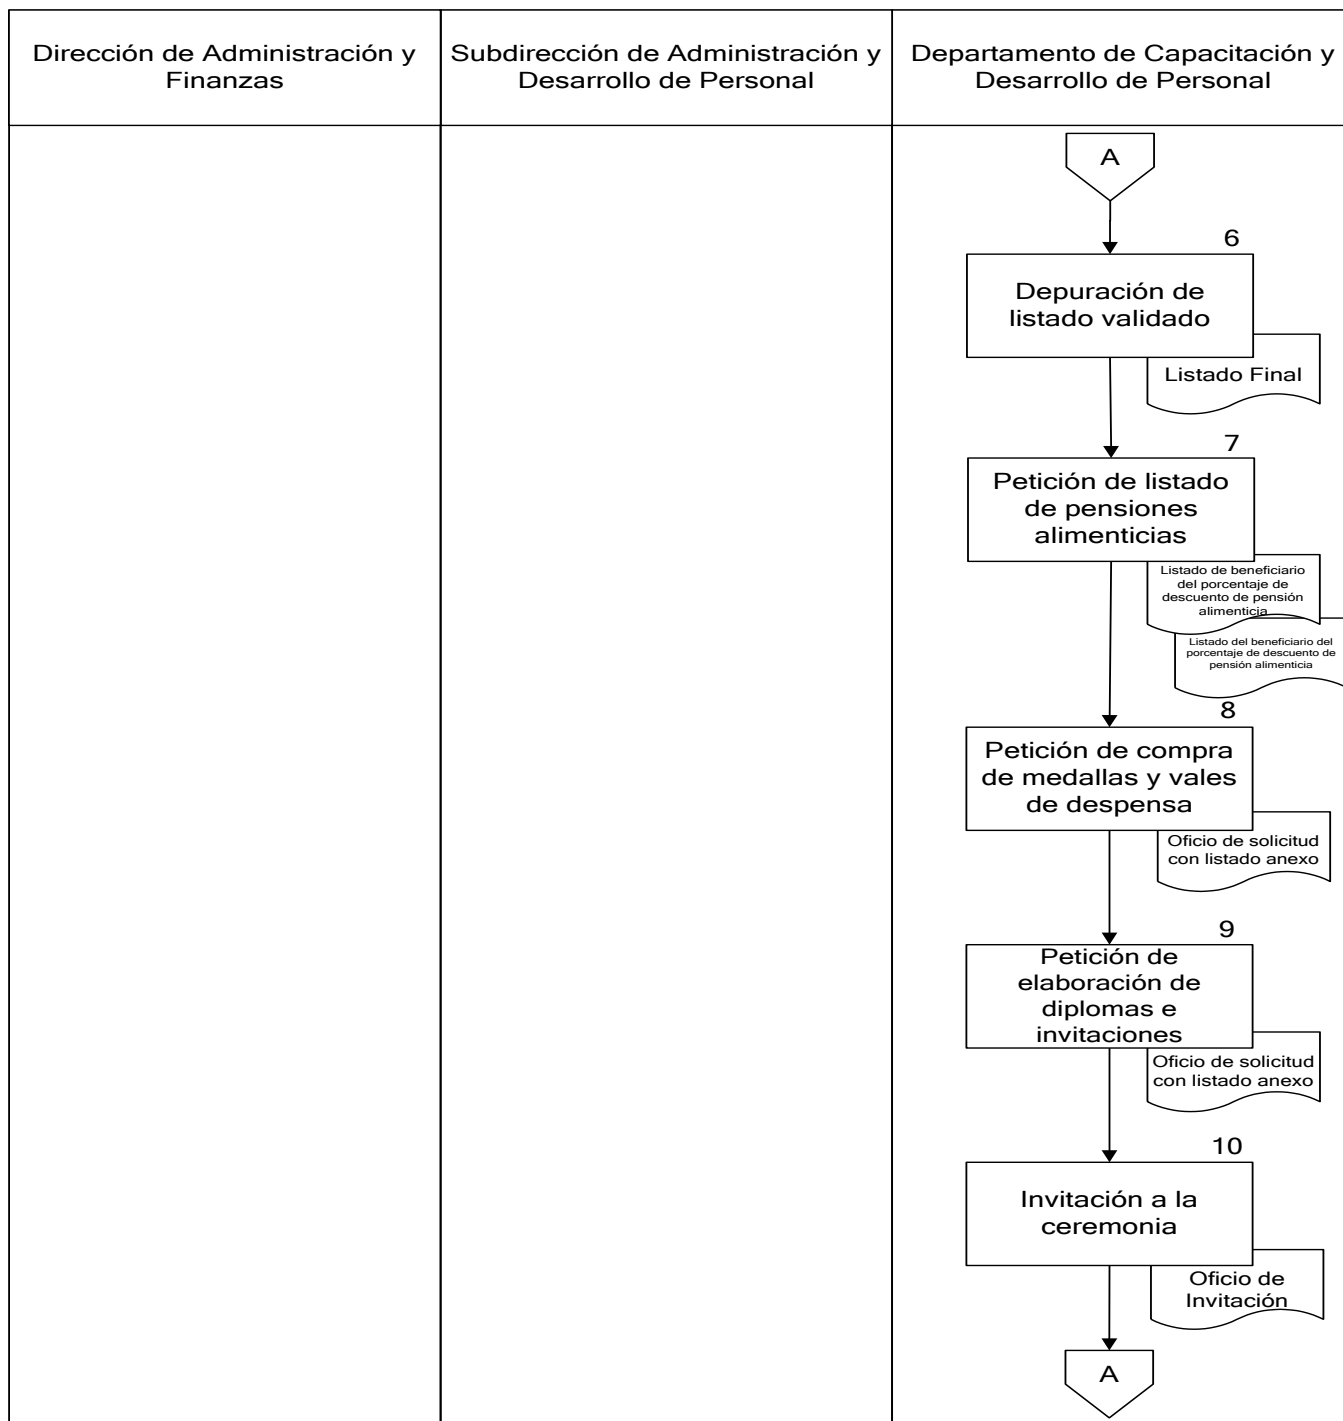 Dirección de Administración y
Finanzas
Subdirección de Administración y
Desarrollo de Personal
Departamento de Capacitación y
Desarrollo de Personal
A
6
Depuración de
listado validado
Listado Final
7
Petición de listado
de pensiones
alimenticias
Listado de beneficiario
del porcentaje de
descuento de pensión
alimenticia
Listado del beneficiario del
porcentaje de descuento de
pensión alimenticia
8
Petición de compra
de medallas y vales
de despensa
Oficio de solicitud
con listado anexo
9
Petición de
elaboración de
diplomas e
invitaciones
Oficio de solicitud
con listado anexo
10
Invitación a la
ceremonia
Oficio de
Invitación
A